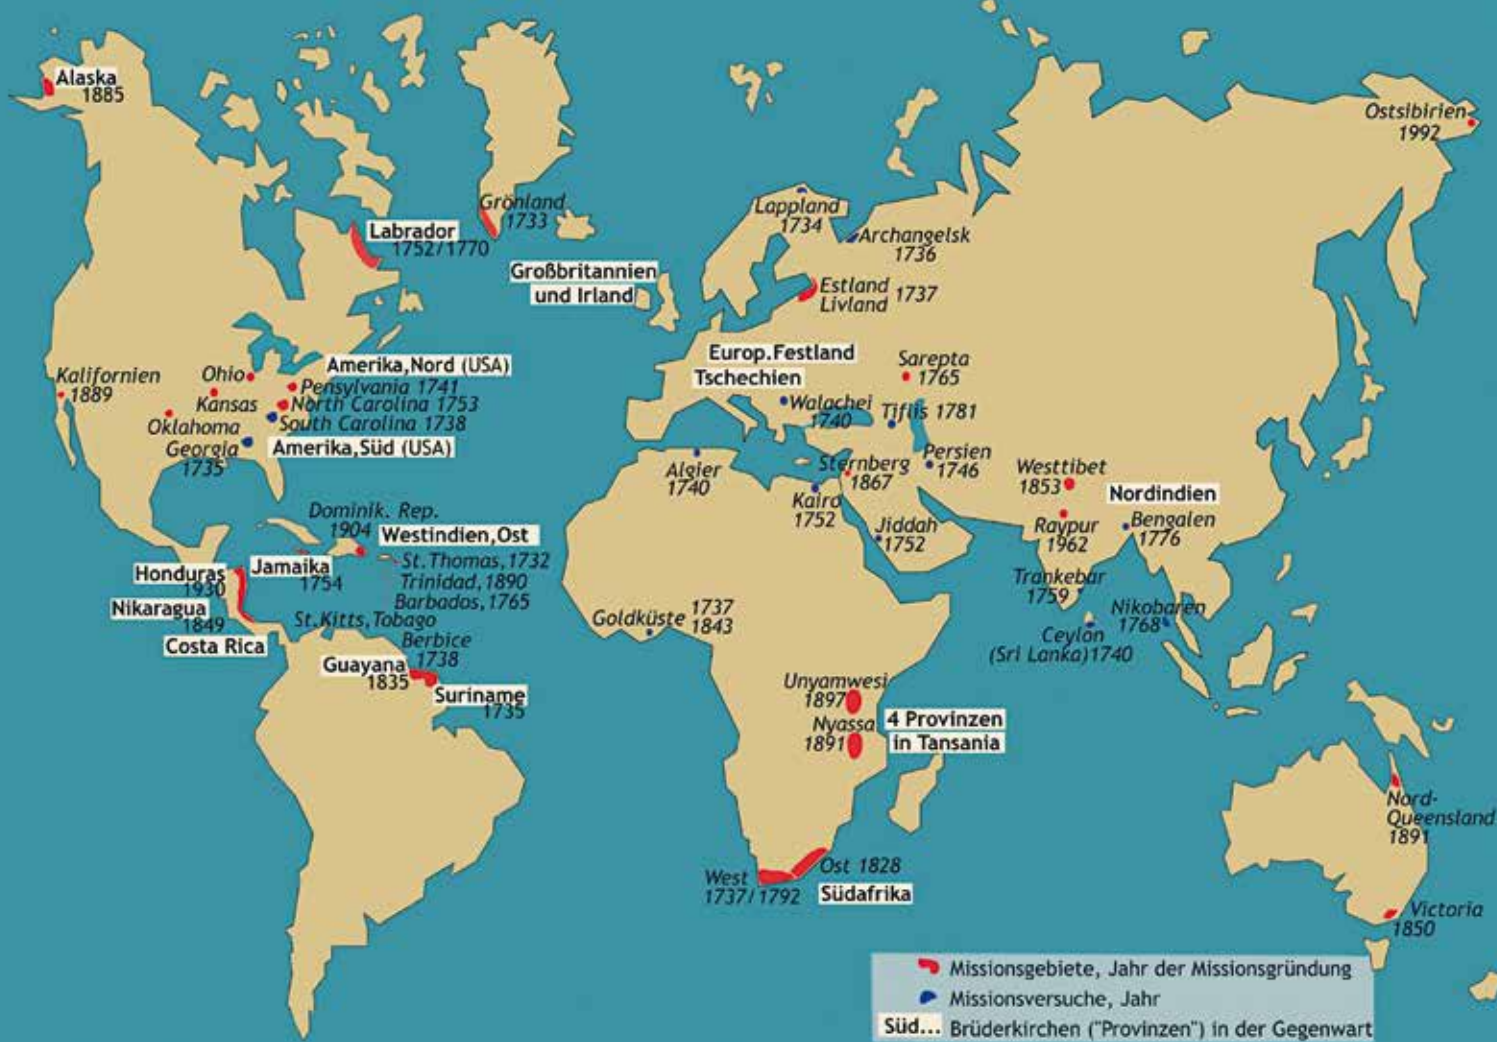 Alaska
1885
Ostsibirien
1992
Grönland
1733
Labrador
1752/1770
Lappland
1734
Archangelsk
1736
Großbritannien
und Irland
Estland
Livland 1737
Europ.Festland
Tschechien
Sarepta
1765
Walachei
1740
Tiflis 1781
Kalifornien
1889
Ohio
Amerika,Nord (USA)
Pensylvania 1741
Kansas
North Carolina 1753
Oklahoma
South Carolina 1738
Georgia
1735
Amerika,Süd (USA)
Algier
1740
Sternberg
1867
Persien
1746
Kairo
1752
Jiddah
1752
Westtibet
1853
Nordindien
Raypur
1962
Bengalen
1776
Trankebar
1759
Nikobaren
1768
Ceylon
(Sri Lanka)1740
Dominik. Rep.
1904
Westindien,Ost
St.Thomas,1732
Trinidad,1890
Barbados,1765
Honduras
1930
Jamaika
1754
Nikaragua
1849
St.Kitts,Tobago
Costa Rica
Berbice
1738
Guayana
1835
Suriname
1735
Goldküste 1737
1843
Unyamwesi
1897
Nyassa
1891
4 Provinzen
in Tansania
West
1737/1792
Ost 1828
Südafrika
Nord-
Queensland
1891
Victoria
1850
Missionsgebiete, Jahr der Missionsgründung
Missionsversuche, Jahr
Süd... Brüderkirchen ("Provinzen") in der Gegenwart